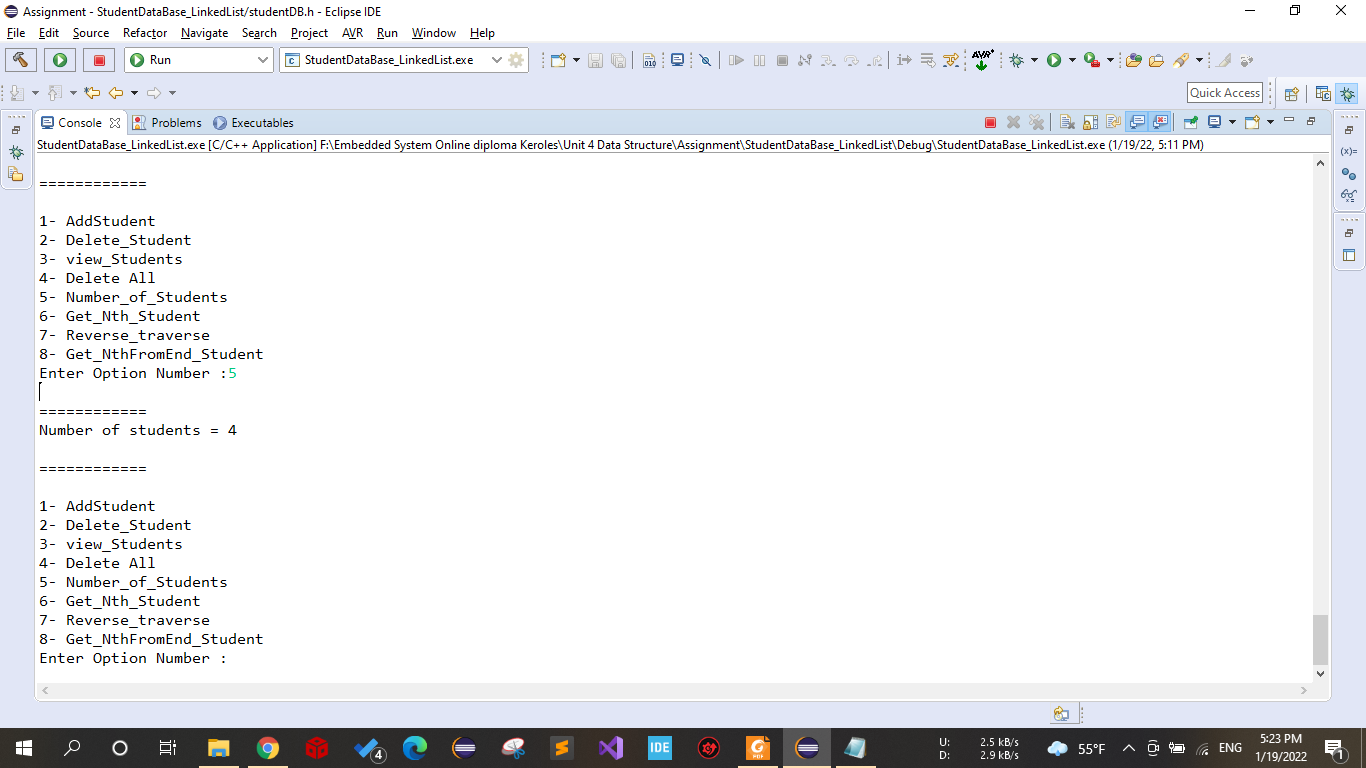 Assignment - StudentDataBase_LinkedList/studentDB.h - Eclipse IDE
File Edit Source Refactor Navigate Search Project AVR Run Window Help
Run StudentDataBase_LinkedList.exe 010 AVR
Quick Access
Console Problems Executables
StudentDataBase_LinkedList.exe [C/C++ Application] F:\Embedded System Online diploma Keroles\Unit 4 Data Structure\Assignment\StudentDataBase_LinkedList\Debug\StudentDataBase_LinkedList.exe (1/19/22, 5:11 PM)
============
1- AddStudent
2- Delete_Student
3- view_Students
4- Delete All
5- Number_of_Students
6- Get_Nth_Student
7- Reverse_traverse
8- Get_NthFromEnd_Student
Enter Option Number :5
============
Number of students = 4
============
1- AddStudent
2- Delete_Student
3- view_Students
4- Delete All
5- Number_of_Students
6- Get_Nth_Student
7- Reverse_traverse
8- Get_NthFromEnd_Student
Enter Option Number :
(x)=
4
IDE
PDF
U: 2.5 kB/s
D: 2.9 kB/s
55°F
ENG
5:23 PM
1/19/2022
1